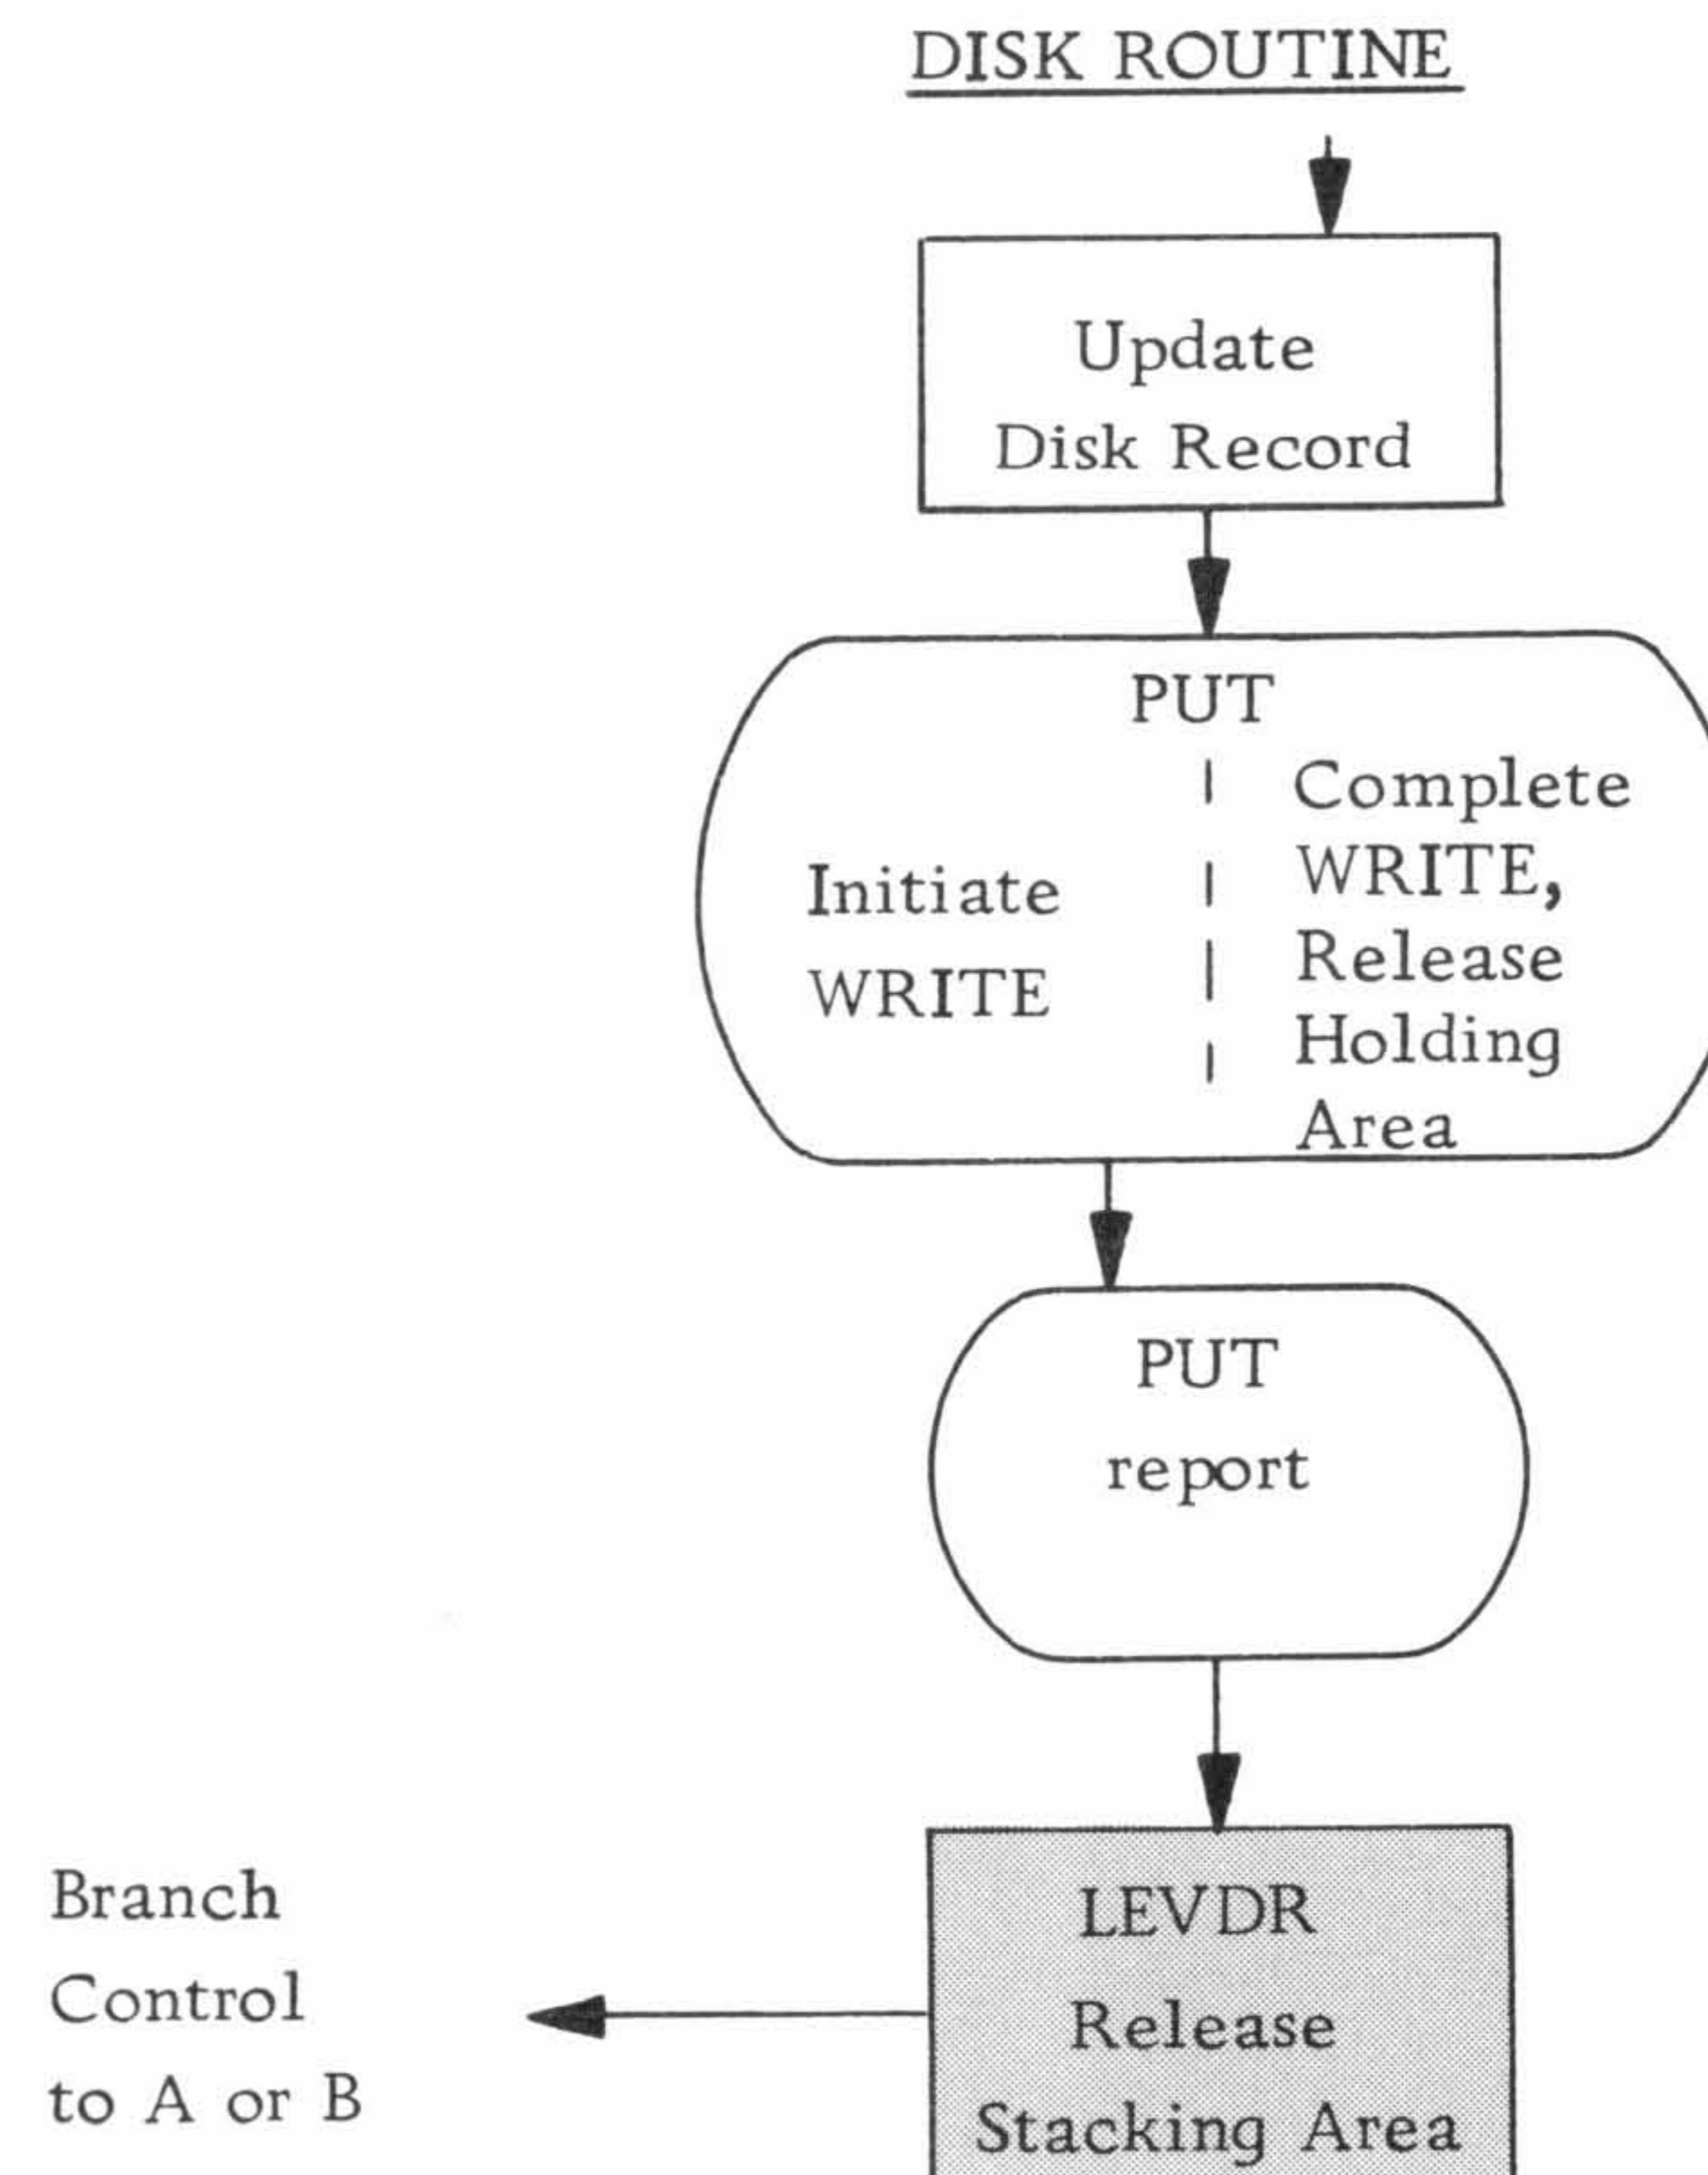 DISK ROUTINE
Update
Disk Record
PUT
Initiate
WRITE
Complete
WRITE,
Release
Holding
Area
PUT
report
LEVDR
Release
Stacking Area
Branch
Control
to A or B